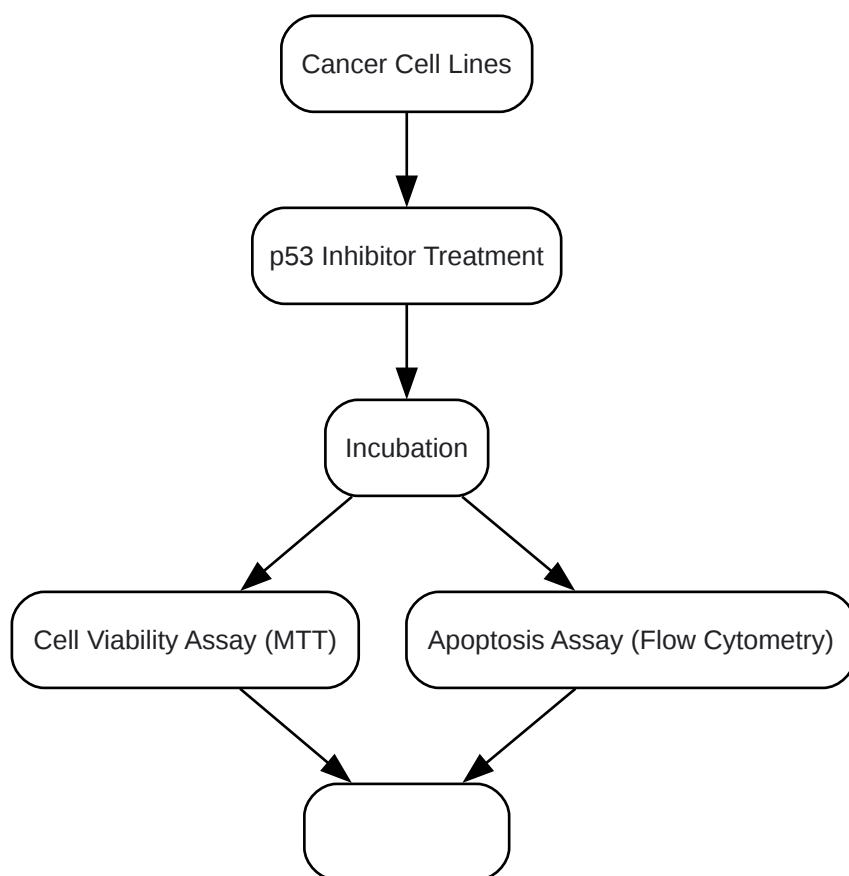 Cancer Cell Lines
p53 Inhibitor Treatment
Incubation
Cell Viability Assay (MTT)
Apoptosis Assay (Flow Cytometry)